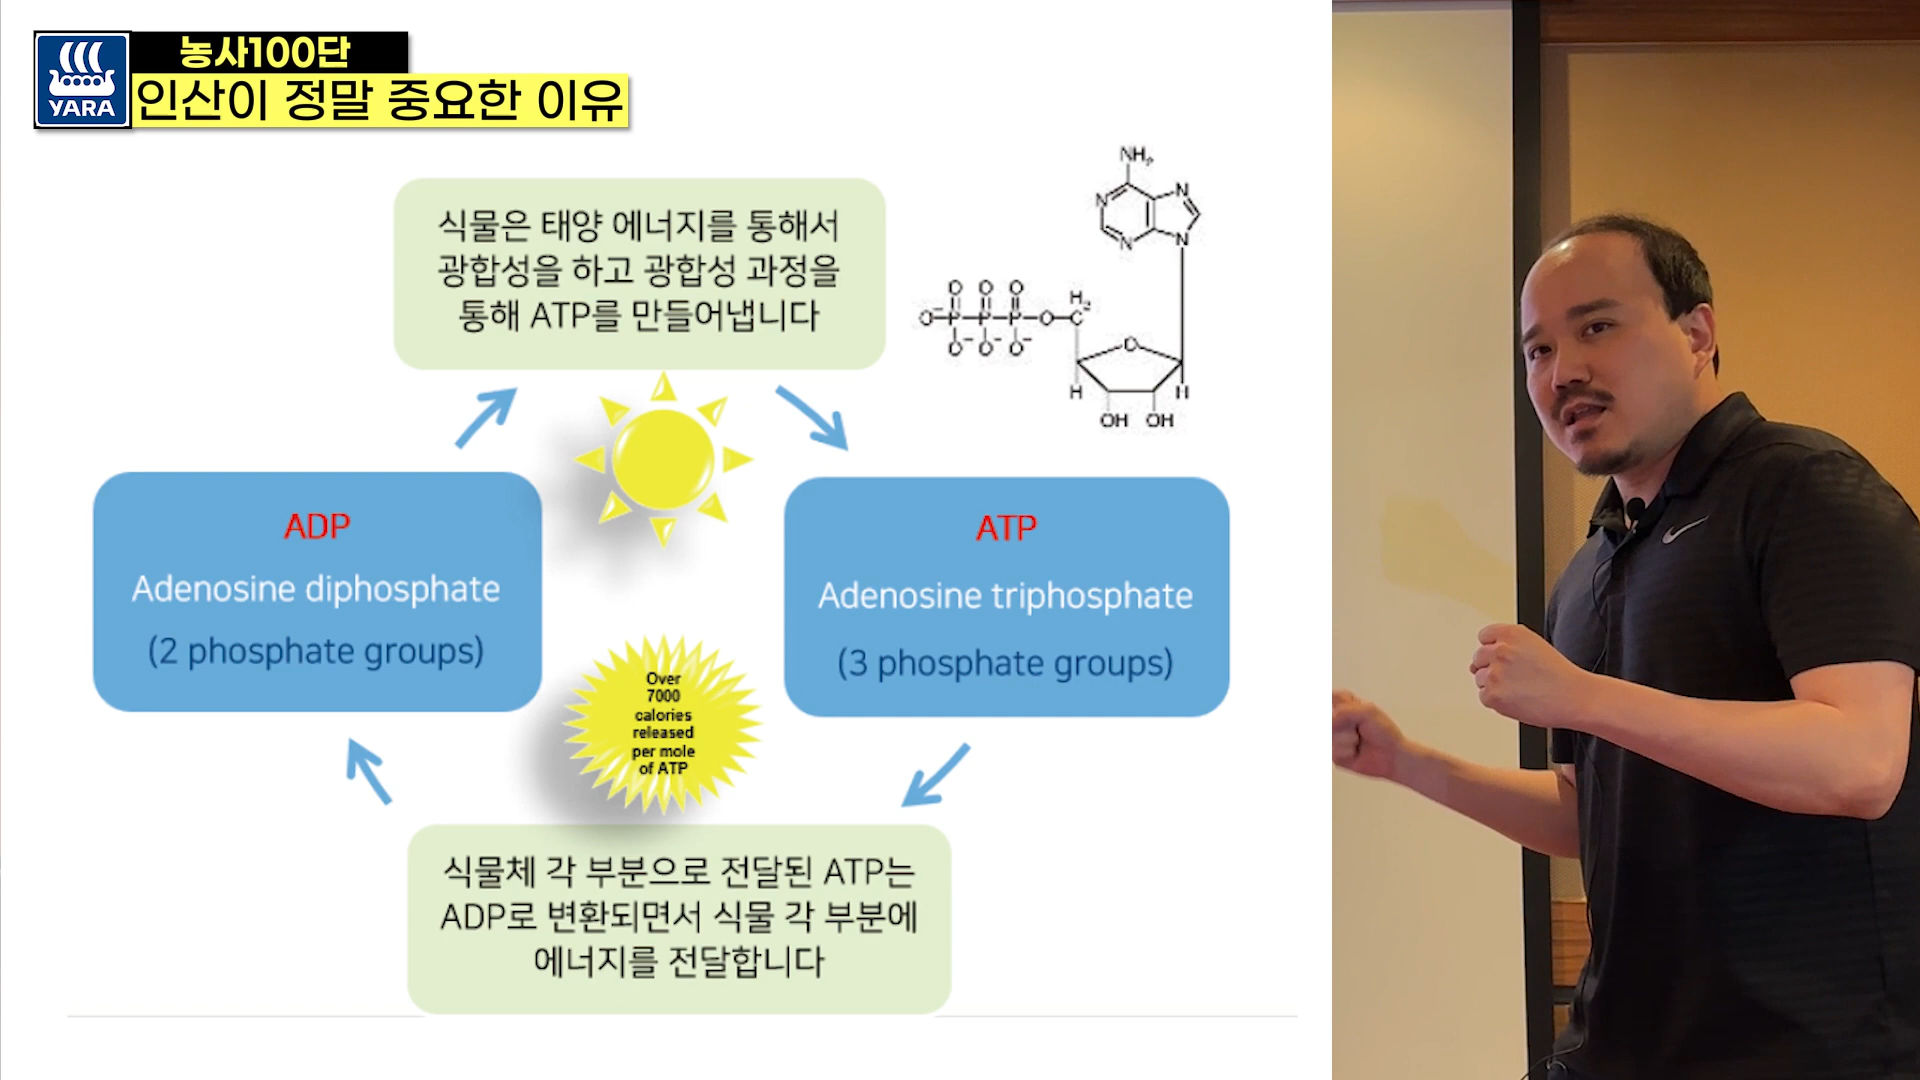 농사100단
YARA
인산이 정말 중요한 이유
식물은 태양 에너지를 통해서
광합성을 하고 광합성 과정을
통해 ATP를 만들어냅니다
NH₂
N
N
N
N
O O O
O⁻ P P P O C H₂
O⁻ O⁻ O⁻
O
H H
OH OH
ADP
Adenosine diphosphate
(2 phosphate groups)
ATP
Adenosine triphosphate
(3 phosphate groups)
Over
7000
calories
released
per mole
of ATP
식물체 각 부분으로 전달된 ATP는
ADP로 변환되면서 식물 각 부분에
에너지를 전달합니다